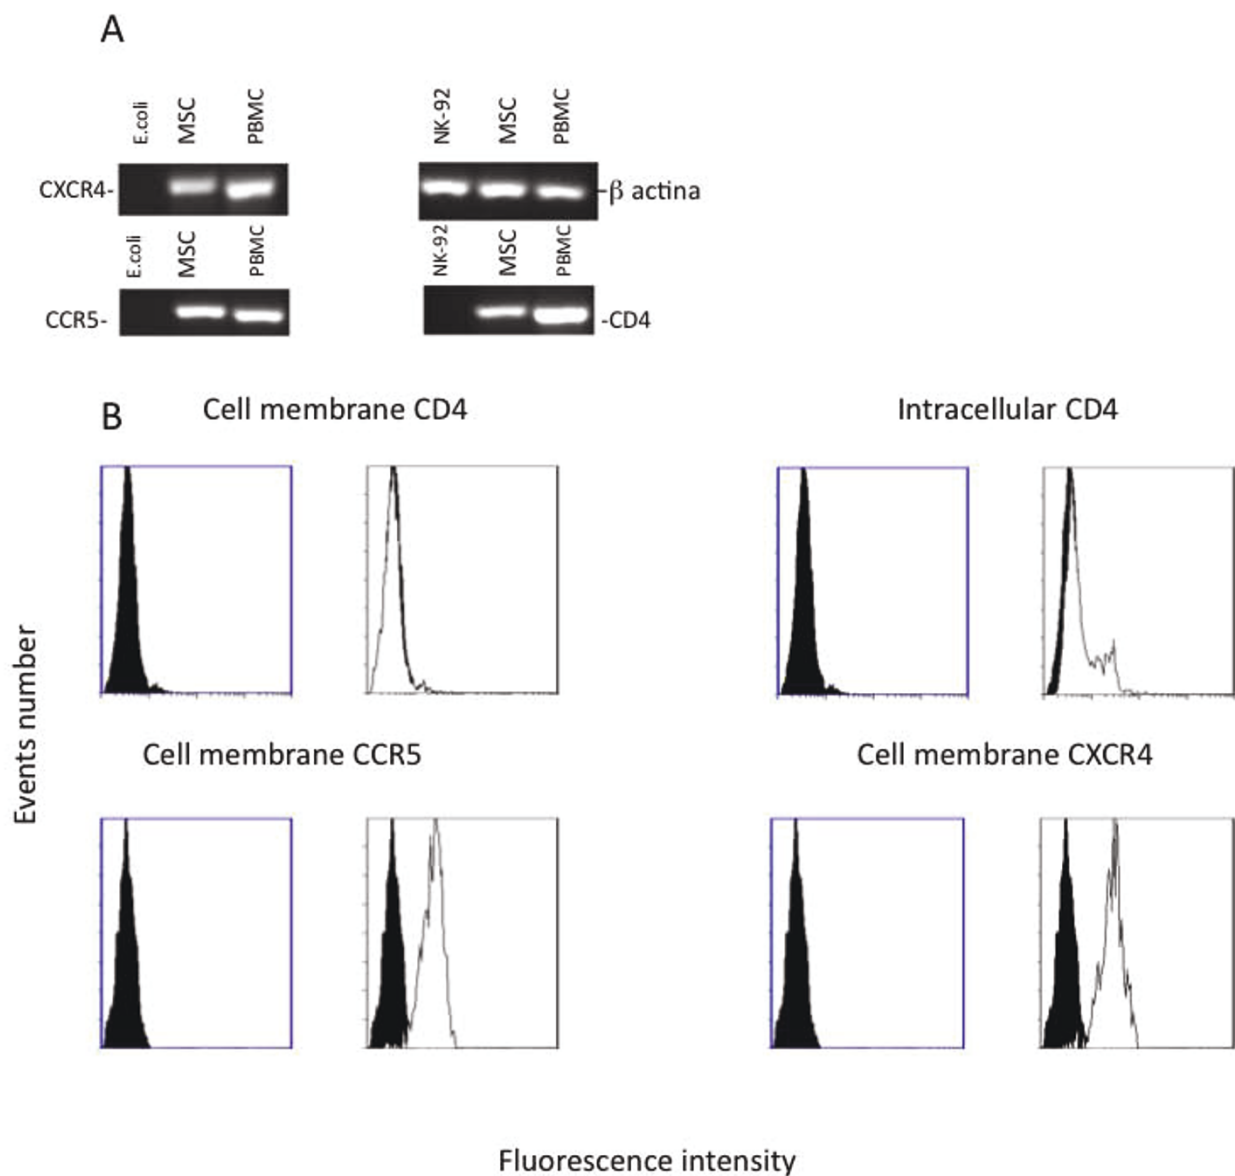 A
E.coli MSC PBMC NK-92 MSC PBMC
CXCR4- -β actina
E.coli MSC PBMC NK-92 MSC PBMC
CCR5- -CD4
B Cell membrane CD4 Intracellular CD4
Events number
Cell membrane CCR5 Cell membrane CXCR4
Fluorescence intensity